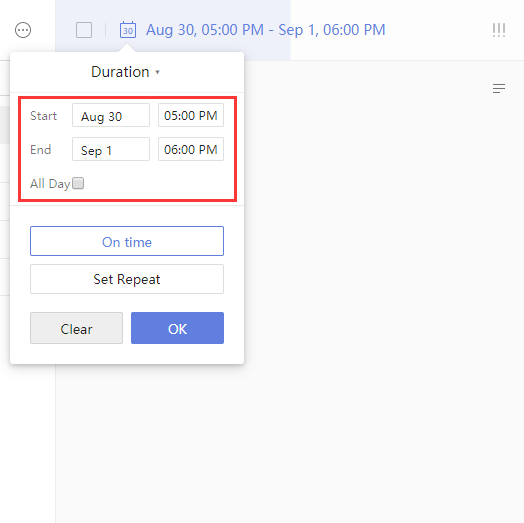 30 Aug 30, 05:00 PM - Sep 1, 06:00 PM
Duration
Start Aug 30 05:00 PM
End Sep 1 06:00 PM
All Day
On time
Set Repeat
Clear OK